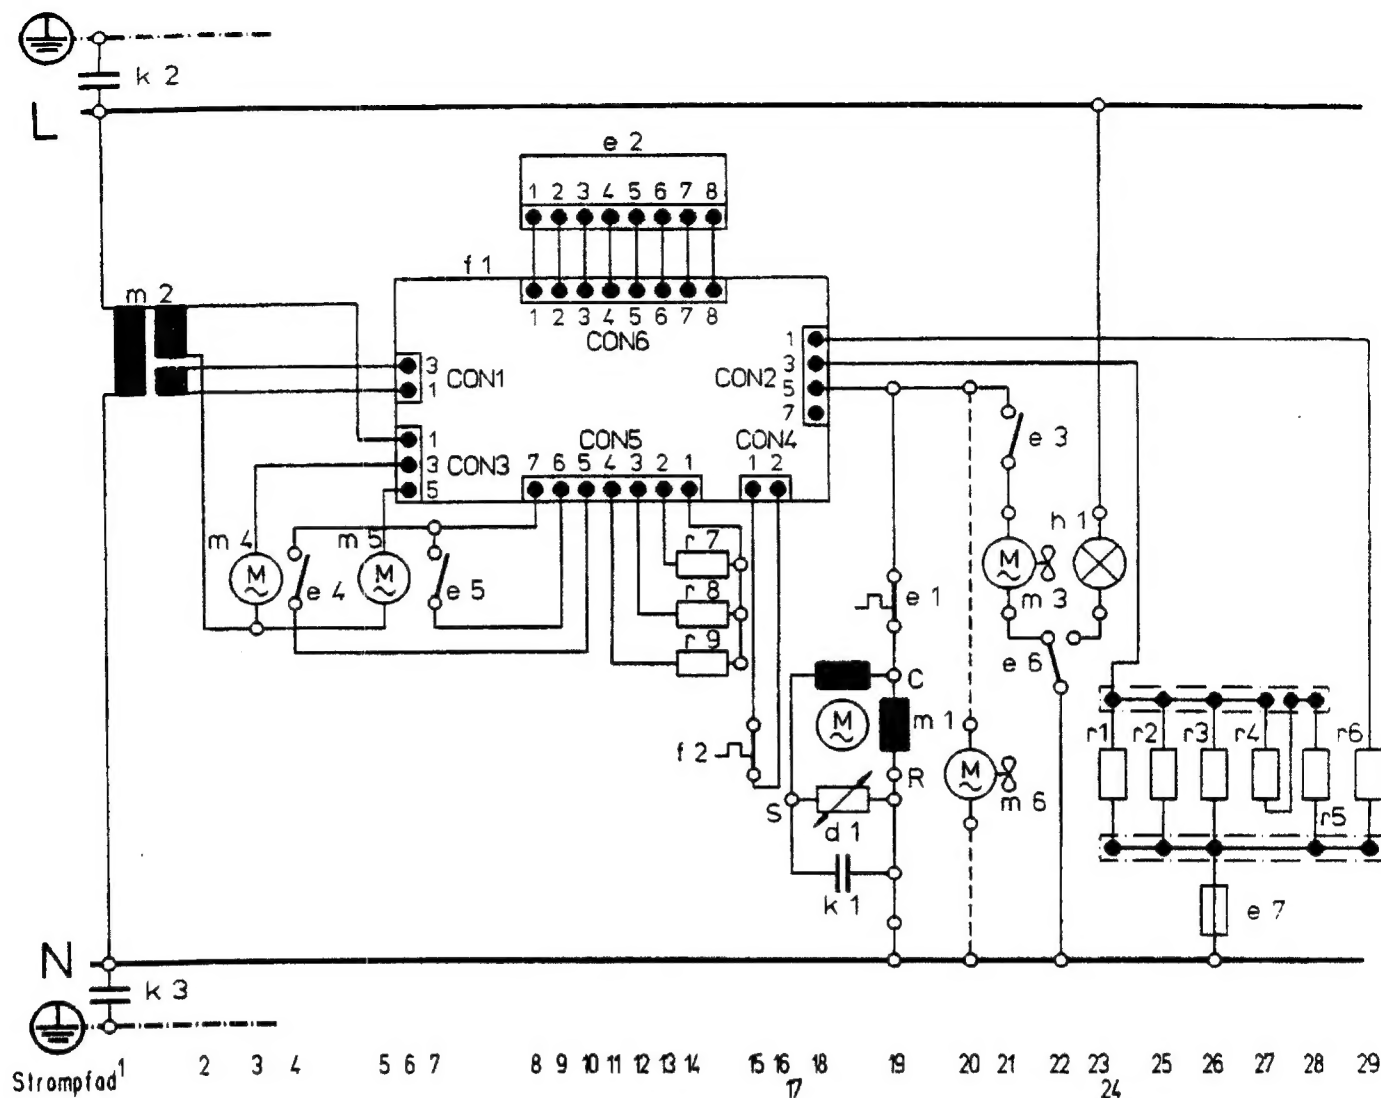 k 2
L
e 2
1 2 3 4 5 6 7 8
f 1
m 2
1 2 3 4 5 6 7 8
CON6
1
3
CON2 5
7
3
CON1
1
1
CON3 3
5
CON5
7 6 5 4 3 2 1
CON4
1 2
e 3
m 4
M
~
e 4
m 5
M
~
e 5
r 7
r 8
r 9
e 1
h 1
M
~
m 3
e 6
C
M
~
m 1
f 2
R
S
d 1
k 1
M
~
m 6
r1 r2 r3 r4 r6
r5
e 7
N
k 3
Strompfad 1 2 3 4 5 6 7 8 9 10 11 12 13 14 15 16 18 19 20 21 22 23 25 26 27 28 29
17 24